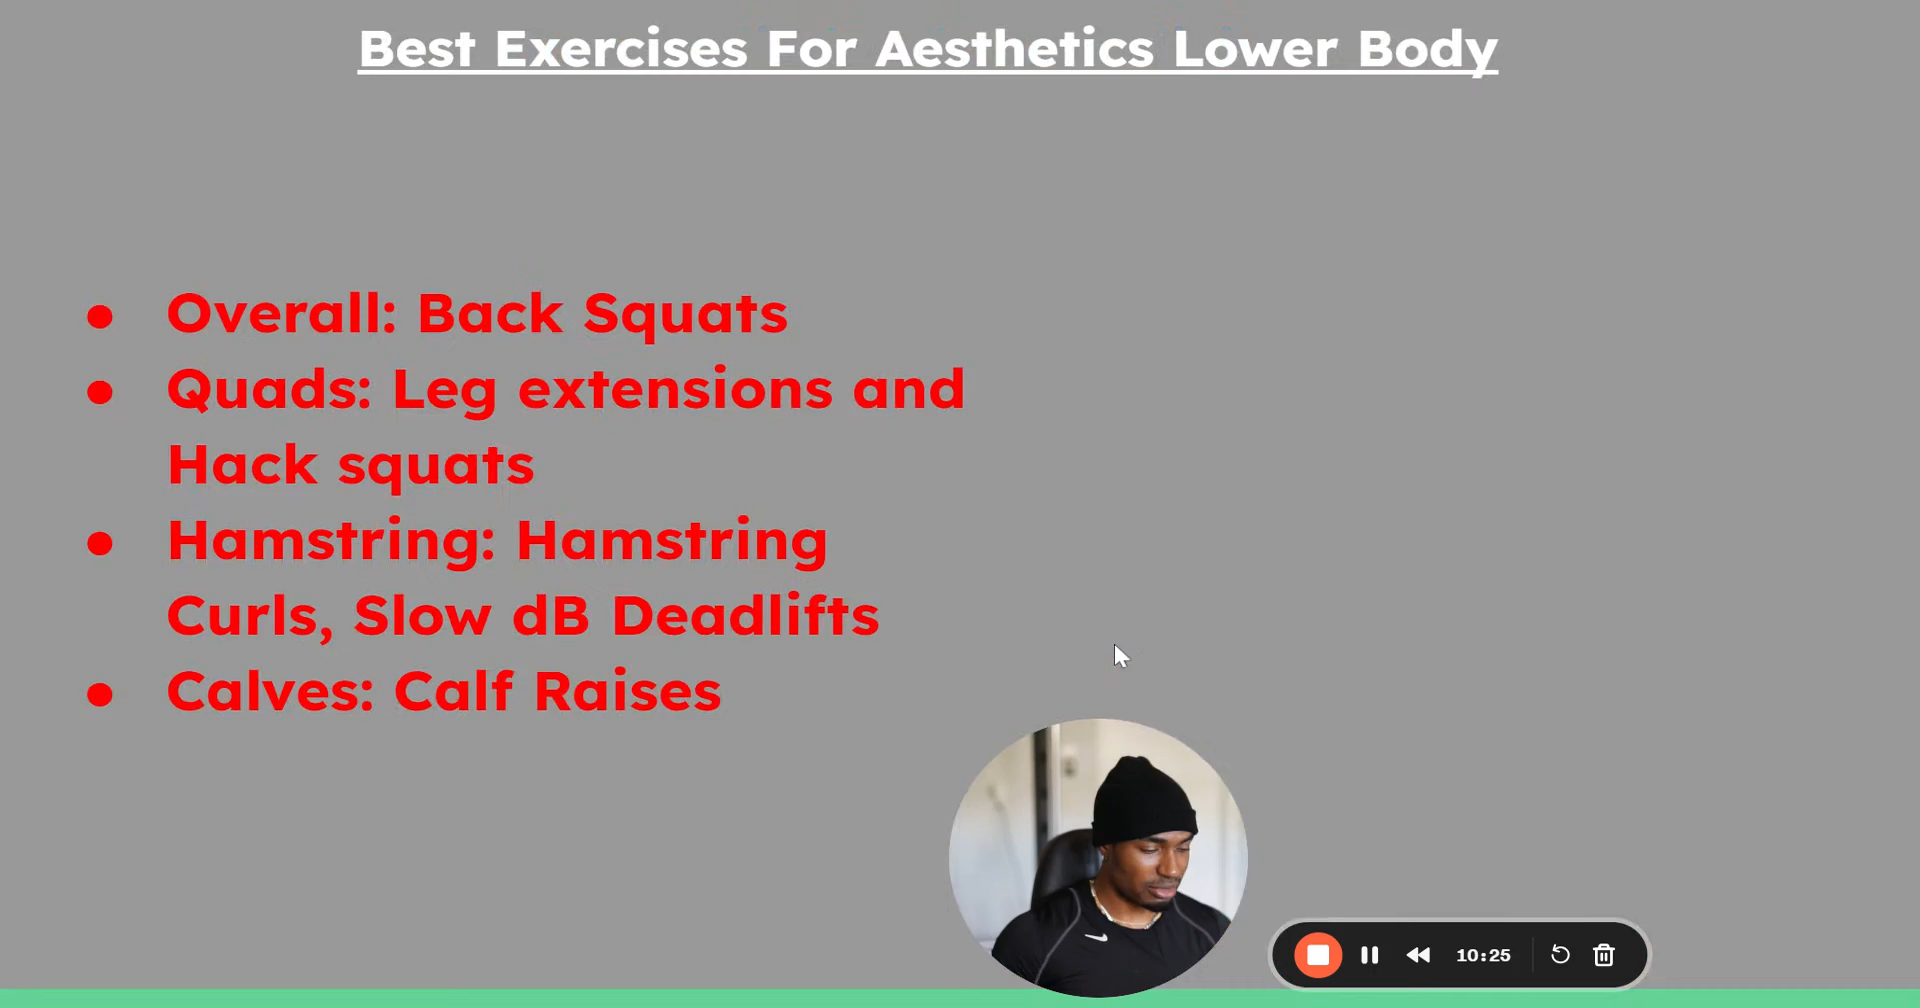 Best Exercises For Aesthetics Lower Body
● Overall: Back Squats
● Quads: Leg extensions and
Hack squats
● Hamstring: Hamstring
Curls, Slow dB Deadlifts
● Calves: Calf Raises
10:25